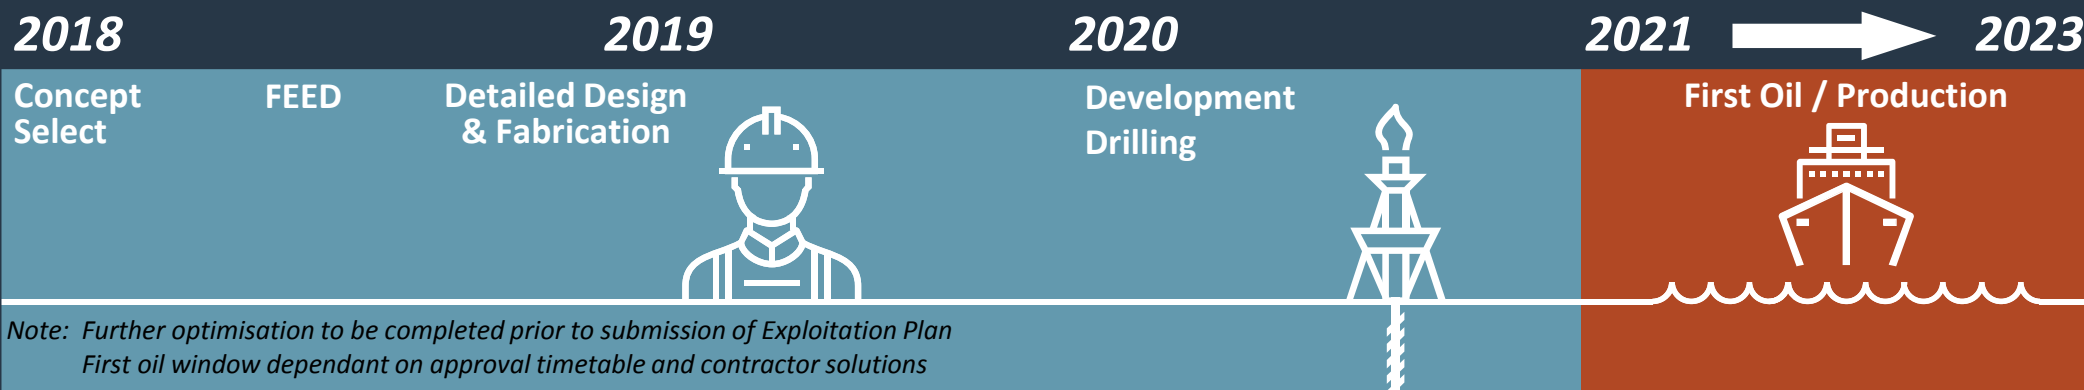 2018 2019 2020 2021 2023
Concept
Select
FEED
Detailed Design
& Fabrication
Development
Drilling
First Oil / Production
Note: Further optimisation to be completed prior to submission of Exploitation Plan
First oil window dependant on approval timetable and contractor solutions